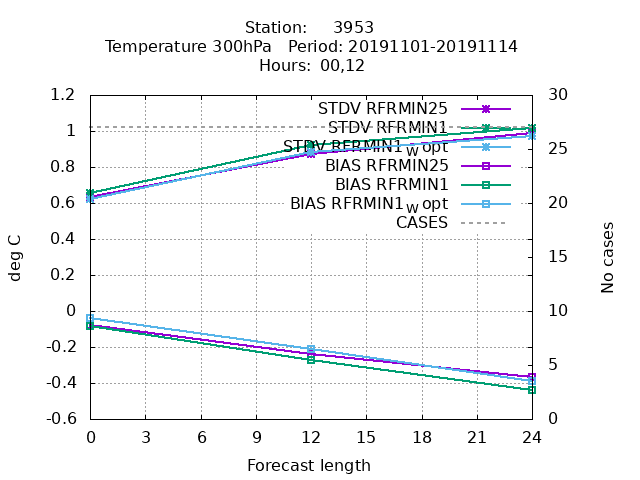 Station: 3953
Temperature 300hPa Period: 20191101-20191114
Hours: 00,12
STDV RFRMIN25
STDV RFRMIN1
STDV RFRMIN1w opt
BIAS RFRMIN25
BIAS RFRMIN1
BIAS RFRMIN1w opt
CASES
deg C
1.2
1
0.8
0.6
0.4
0.2
0
-0.2
-0.4
-0.6
No cases
30
25
20
15
10
5
0
0 3 6 9 12 15 18 21 24
Forecast length